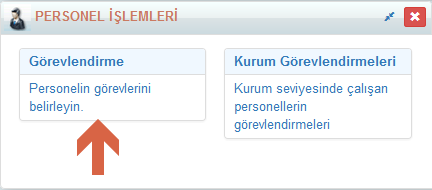 PERSONEL İŞLEMLERİ
Görevlendirme
Personelin görevlerini
belirleyin.
Kurum Görevlendirmeleri
Kurum seviyesinde çalışan
personellerin
görevlendirmeleri